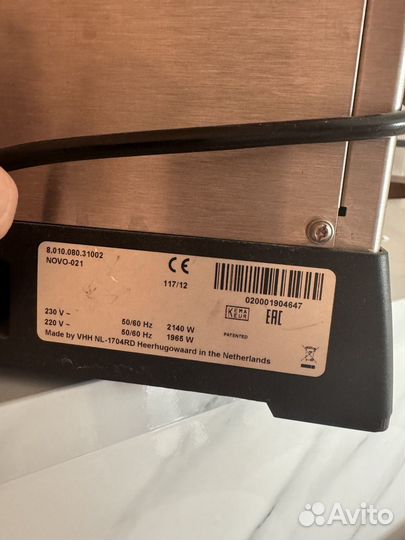 8.010.080.31002
NOVO-021
CE
117/12
020001904647
KEMA
KEUR
EAC
PATENTED
230 V ~ 50/60 Hz 2140 W
220 V ~ 50/60 Hz 1965 W
Made by VHH NL-1704RD Heerhugowaard in the Netherlands
Avito